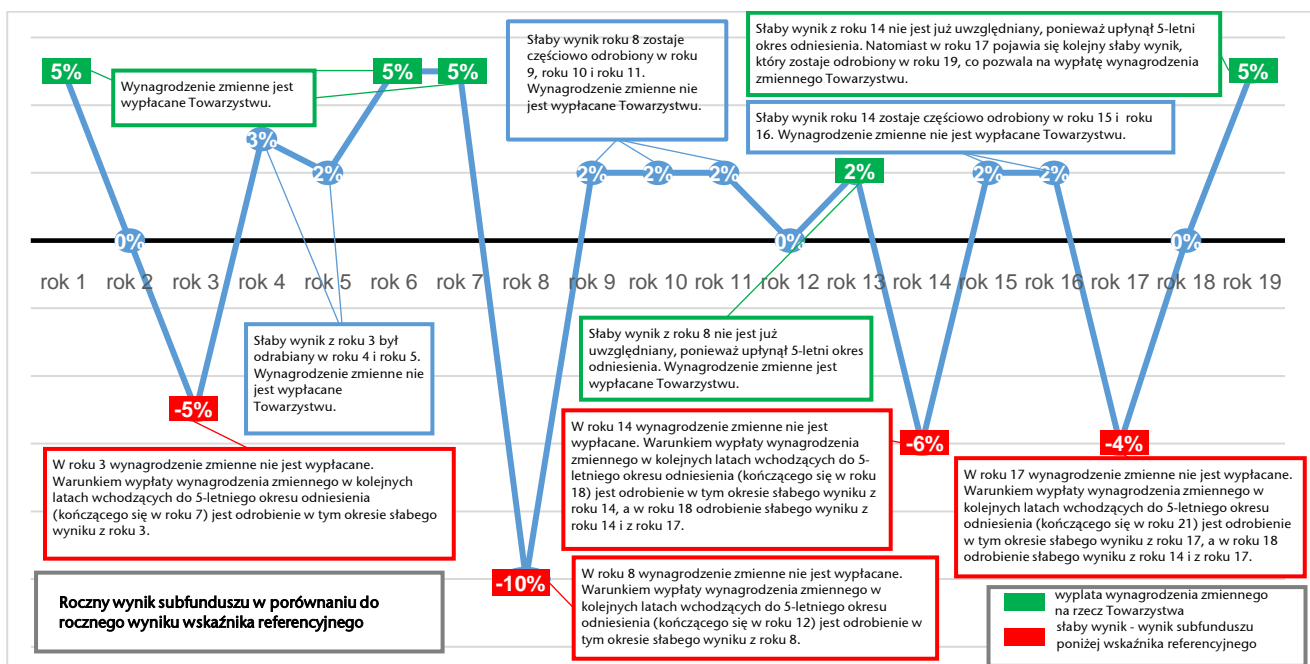 5%
Wynagrodzenie zmienne jest
wypłacane Towarzystwu.
5%
5%
Słaby wynik roku 8 zostaje
częściowo odrobiony w roku
9, roku 10 i roku 11.
Wynagrodzenie zmienne nie
jest wypłacane Towarzystwu.
Słaby wynik z roku 14 nie jest już uwzględniany, ponieważ upłynął 5-letni
okres odniesienia. Natomiast w roku 17 pojawia się kolejny słaby wynik,
który zostaje odrobiony w roku 19, co pozwala na wypłatę wynagrodzenia
zmiennego Towarzystwu.
5%
Słaby wynik roku 14 zostaje częściowo odrobiony w roku 15 i roku
16. Wynagrodzenie zmienne nie jest wypłacane Towarzystwu.
3%
2%
2%
2%
2%
2%
2%
2%
0%
0%
0%
rok 1
rok 2
rok 3
rok 4
rok 5
rok 6
rok 7
rok 8
rok 9
rok 10
rok 11
rok 12
rok 13
rok 14
rok 15
rok 16
rok 17
rok 18
rok 19
Słaby wynik z roku 3 był
odrabiany w roku 4 i roku 5.
Wynagrodzenie zmienne nie
jest wypłacane
Towarzystwu.
Słaby wynik z roku 8 nie jest już
uwzględniany, ponieważ upłynął 5-letni okres
odniesienia. Wynagrodzenie zmienne jest
wypłacane Towarzystwu.
-5%
-6%
-4%
W roku 3 wynagrodzenie zmienne nie jest wypłacane.
Warunkiem wypłaty wynagrodzenia zmiennego w kolejnych
latach wchodzących do 5-letniego okresu odniesienia
(kończącego się w roku 7) jest odrobienie w tym okresie słabego
wyniku z roku 3.
W roku 14 wynagrodzenie zmienne nie jest
wypłacane. Warunkiem wypłaty wynagrodzenia
zmiennego w kolejnych latach wchodzących do 5-
letniego okresu odniesienia (kończącego się w roku
18) jest odrobienie w tym okresie słabego wyniku z
roku 14, a w roku 18 odrobienie słabego wyniku z
roku 14 i z roku 17.
W roku 17 wynagrodzenie zmienne nie jest wypłacane.
Warunkiem wypłaty wynagrodzenia zmiennego w
kolejnych latach wchodzących do 5-letniego okresu
odniesienia (kończącego się w roku 21) jest odrobienie
w tym okresie słabego wyniku z roku 17, a w roku 18
odrobienie słabego wyniku z roku 14 i z roku 17.
-10%
W roku 8 wynagrodzenie zmienne nie jest wypłacane.
Warunkiem wypłaty wynagrodzenia zmiennego w
kolejnych latach wchodzących do 5-letniego okresu
odniesienia (kończącego się w roku 12) jest odrobienie w
tym okresie słabego wyniku z roku 8.
Roczny wynik subfunduszu w porównaniu do
rocznego wyniku wskaźnika referencyjnego
wyplata wynagrodzenia zmiennego
na rzecz Towarzystwa
słaby wynik - wynik subfunduszu
poniżej wskaźnika referencyjnego